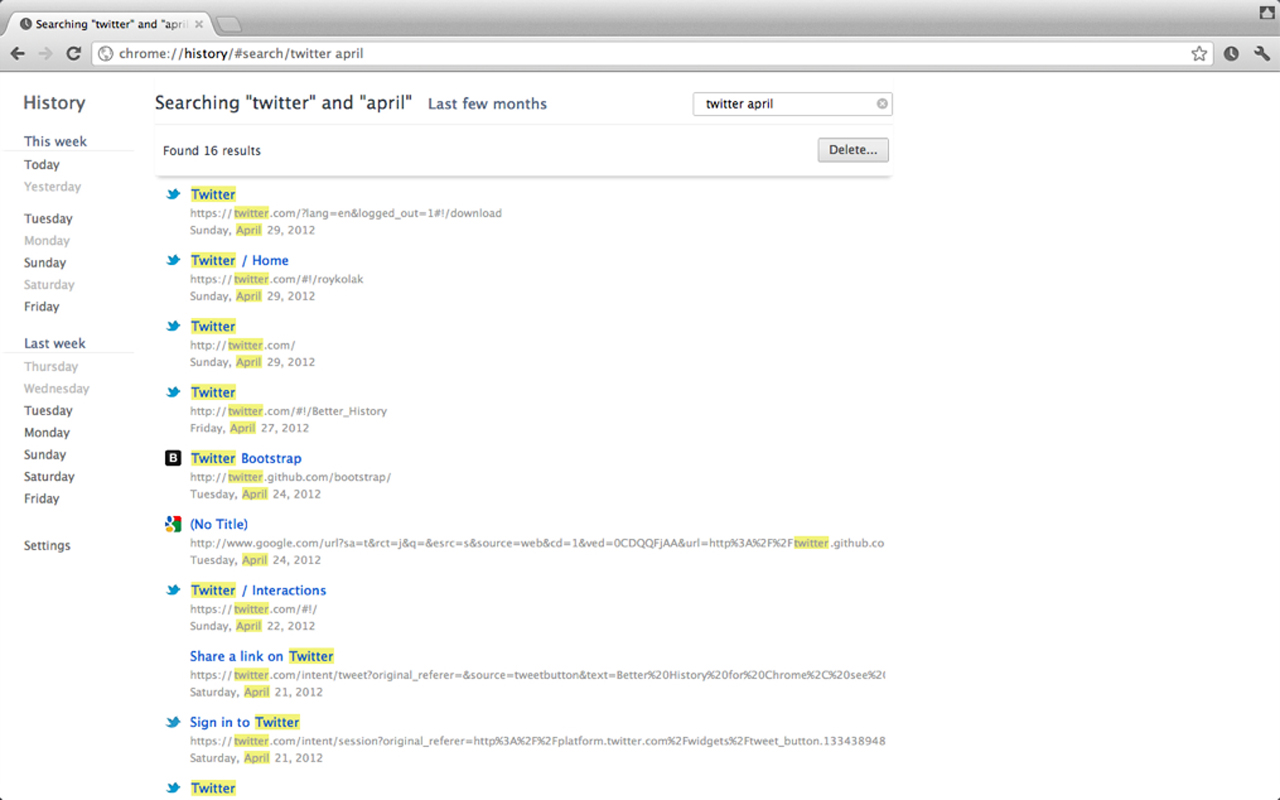 Searching "twitter" and "april
chrome://history/#search/twitter april
History
Searching "twitter" and "april" Last few months
twitter april
This week
Today
Yesterday
Tuesday
Monday
Sunday
Saturday
Friday
Last week
Thursday
Wednesday
Tuesday
Monday
Sunday
Saturday
Friday
Settings
Found 16 results
Delete...
Twitter
https://twitter.com/?lang=en&logged_out=1#!/download
Sunday, April 29, 2012
Twitter / Home
https://twitter.com/#!/roykolak
Sunday, April 29, 2012
Twitter
http://twitter.com/
Sunday, April 29, 2012
Twitter
http://twitter.com/#!/Better_History
Friday, April 27, 2012
B
Twitter Bootstrap
http://twitter.github.com/bootstrap/
Tuesday, April 24, 2012
(No Title)
http://www.google.com/url?sa=t&rct=j&q=&esrc=s&source=web&cd=1&ved=0CDQQFjAA&url=http%3A%2F%2Ftwitter.github.co
Tuesday, April 24, 2012
Twitter / Interactions
https://twitter.com/#!/
Sunday, April 22, 2012
Share a link on Twitter
https://twitter.com/intent/tweet?original_referer=&source=tweetbutton&text=Better%20History%20for%20Chrome%2C%20see%20
Saturday, April 21, 2012
Sign in to Twitter
https://twitter.com/intent/session?original_referer=http%3A%2F%2Fplatform.twitter.com%2Fwidgets%2Ftweet_button.133438948
Saturday, April 21, 2012
Twitter